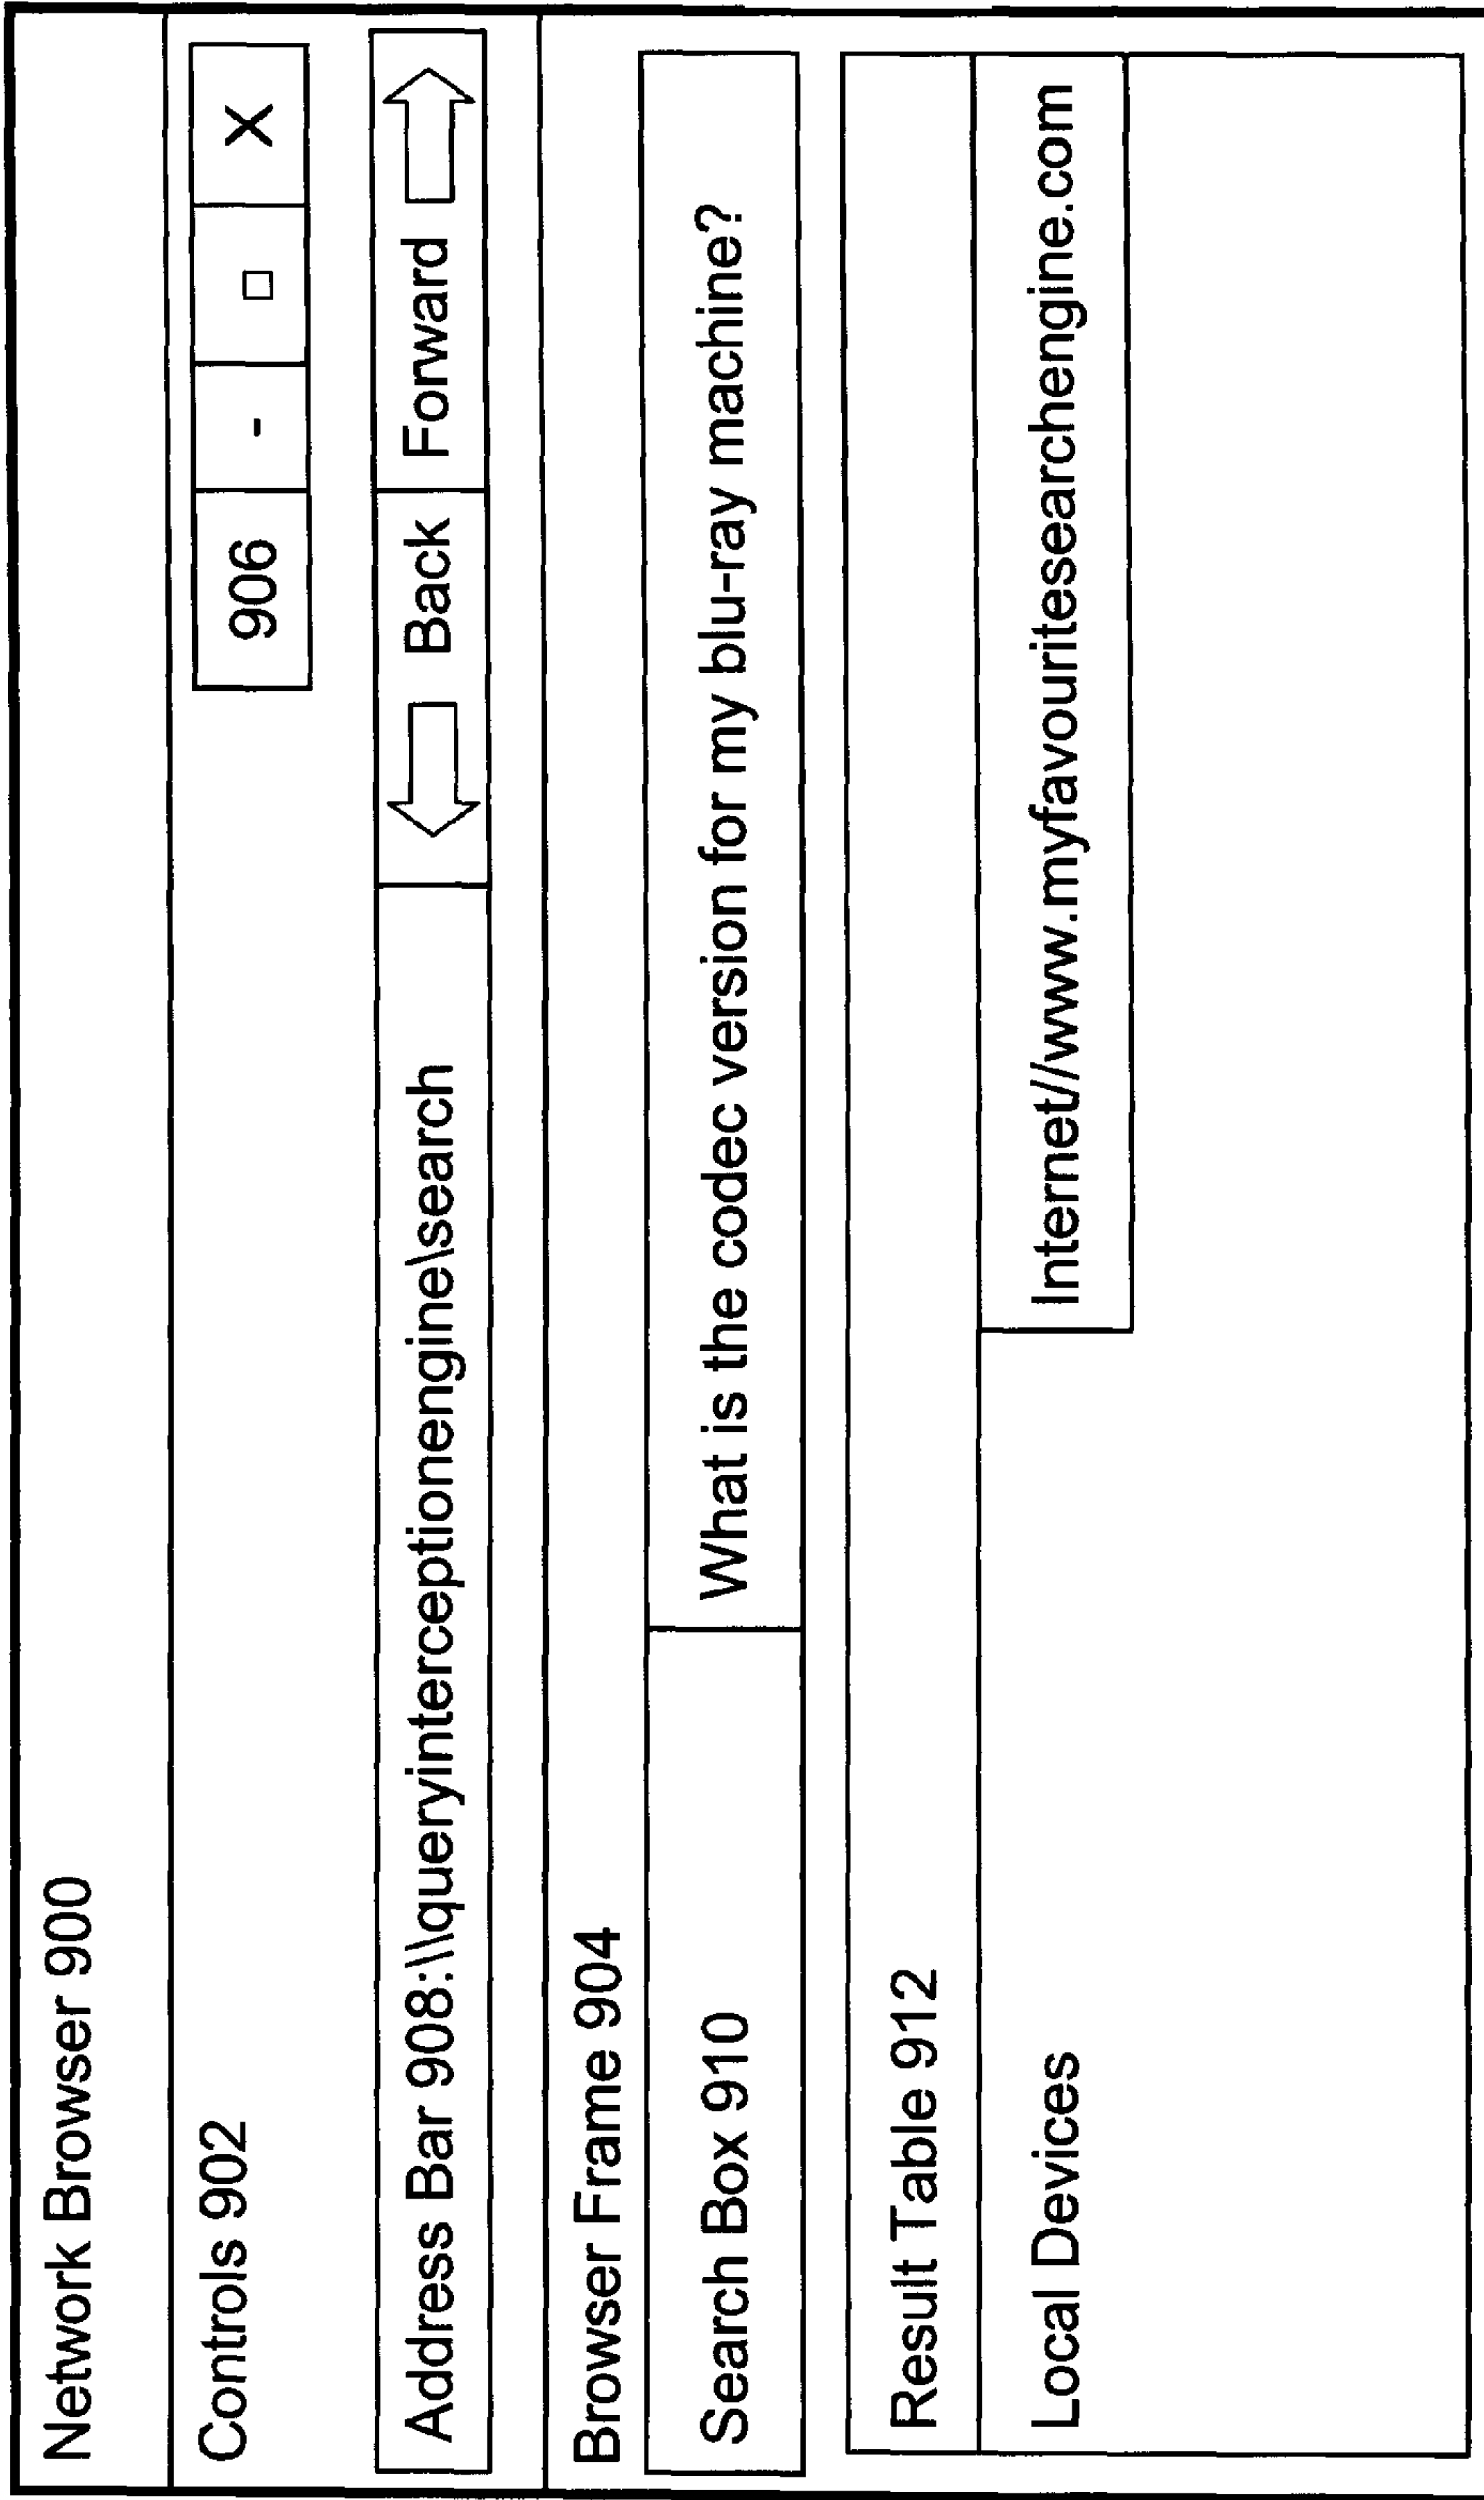 Network Browser 900
Controls 902
906 - □ X
Address Bar 908:\\queryinterceptionengine\search Back Forward
Browser Frame 904
Search Box 910 What is the codec version for my blu-ray machine?
Result Table 912
Local Devices Internet//www.myfavouritesearchengine.com